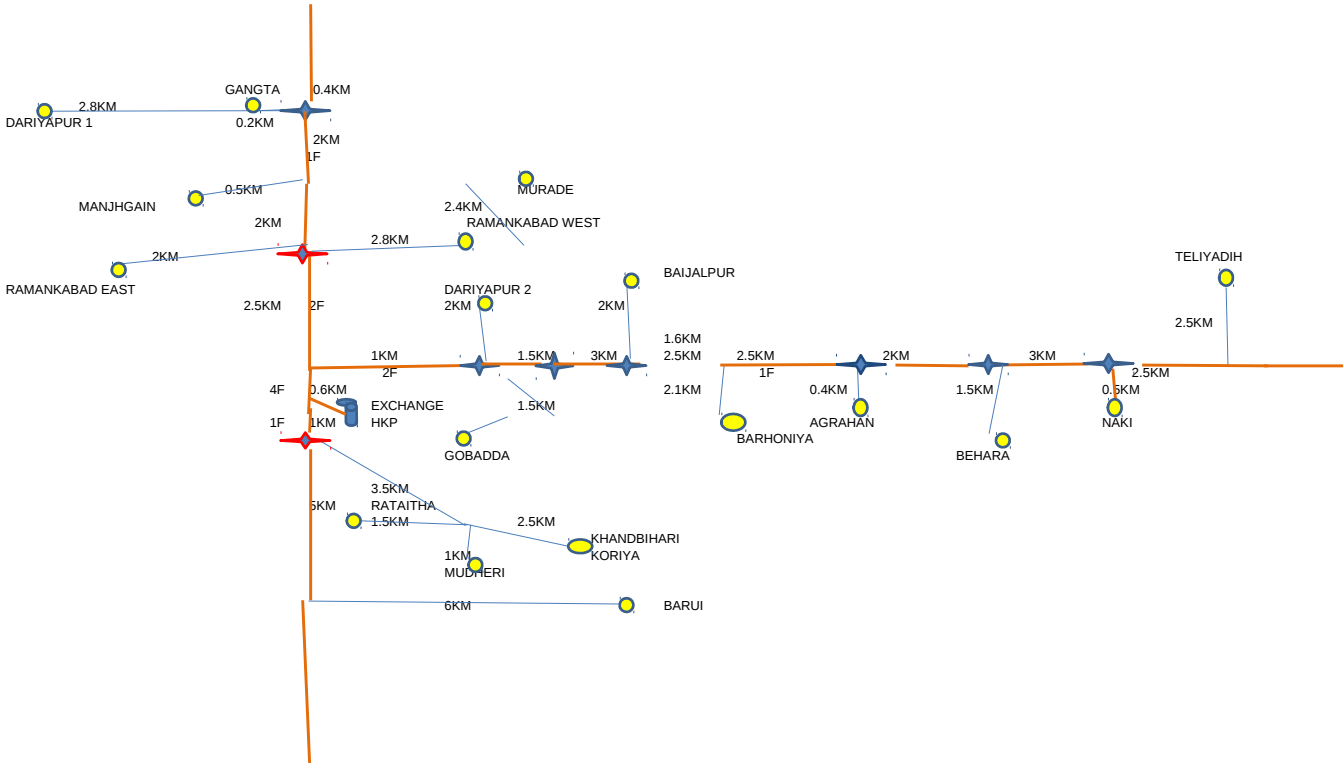 GANGTA
0.4KM
2.8KM
DARIYAPUR 1
0.2KM
2KM
1F
0.5KM
MURADE
MANJHGAIN
2.4KM
2KM
RAMANKABAD WEST
2.8KM
2KM
TELIYADIH
BAIJALPUR
RAMANKABAD EAST
DARIYAPUR 2
2.5KM
2F
2KM
2KM
2.5KM
1.6KM
1KM
1.5KM
3KM
2.5KM
2.5KM
2KM
3KM
2F
1F
2.5KM
4F
0.6KM
2.1KM
0.4KM
1.5KM
0.5KM
EXCHANGE
1.5KM
1F
1KM
HKP
AGRAHAN
NAKI
BARHONIYA
GOBADDA
BEHARA
3.5KM
5KM
RATAITHA
1.5KM
2.5KM
KHANDBIHARI
1KM
KORIYA
MUDHERI
6KM
BARUI